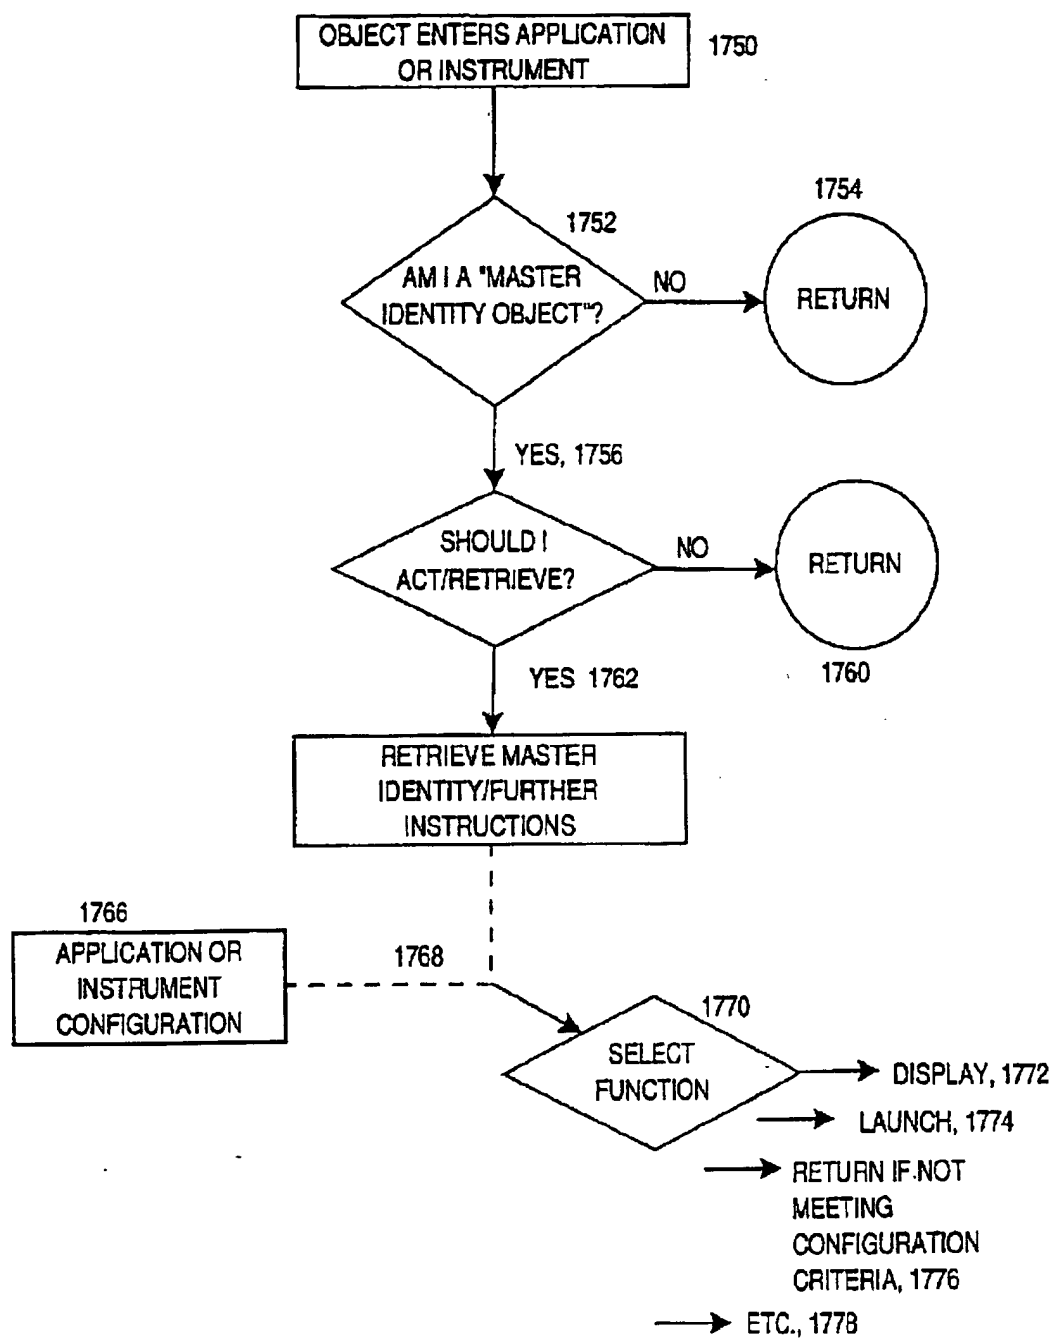 OBJECT ENTERS APPLICATION
OR INSTRUMENT
1750
1752
AM I A "MASTER
IDENTITY OBJECT"?
NO
1754
RETURN
YES, 1756
SHOULD I
ACT/RETRIEVE?
NO
RETURN
1760
YES 1762
RETRIEVE MASTER
IDENTITY/FURTHER
INSTRUCTIONS
1766
APPLICATION OR
INSTRUMENT
CONFIGURATION
1768
1770
SELECT
FUNCTION
DISPLAY, 1772
LAUNCH, 1774
RETURN IF NOT
MEETING
CONFIGURATION
CRITERIA, 1776
ETC., 1778